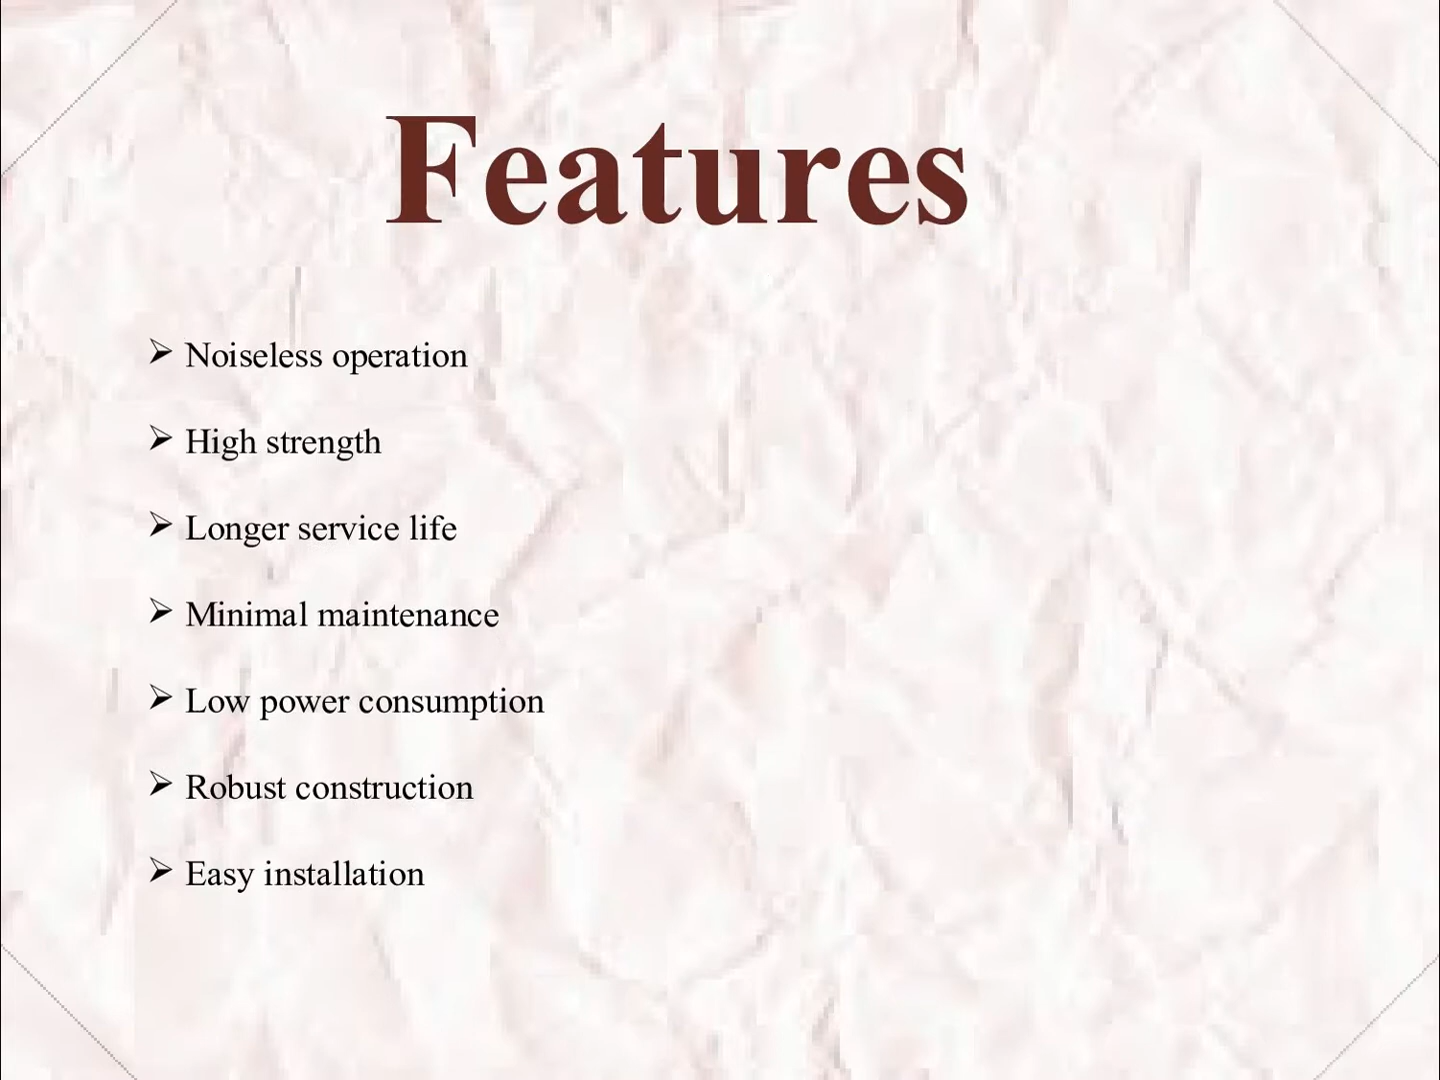 Features
➢ Noiseless operation
➢ High strength
➢ Longer service life
➢ Minimal maintenance
➢ Low power consumption
➢ Robust construction
➢ Easy installation